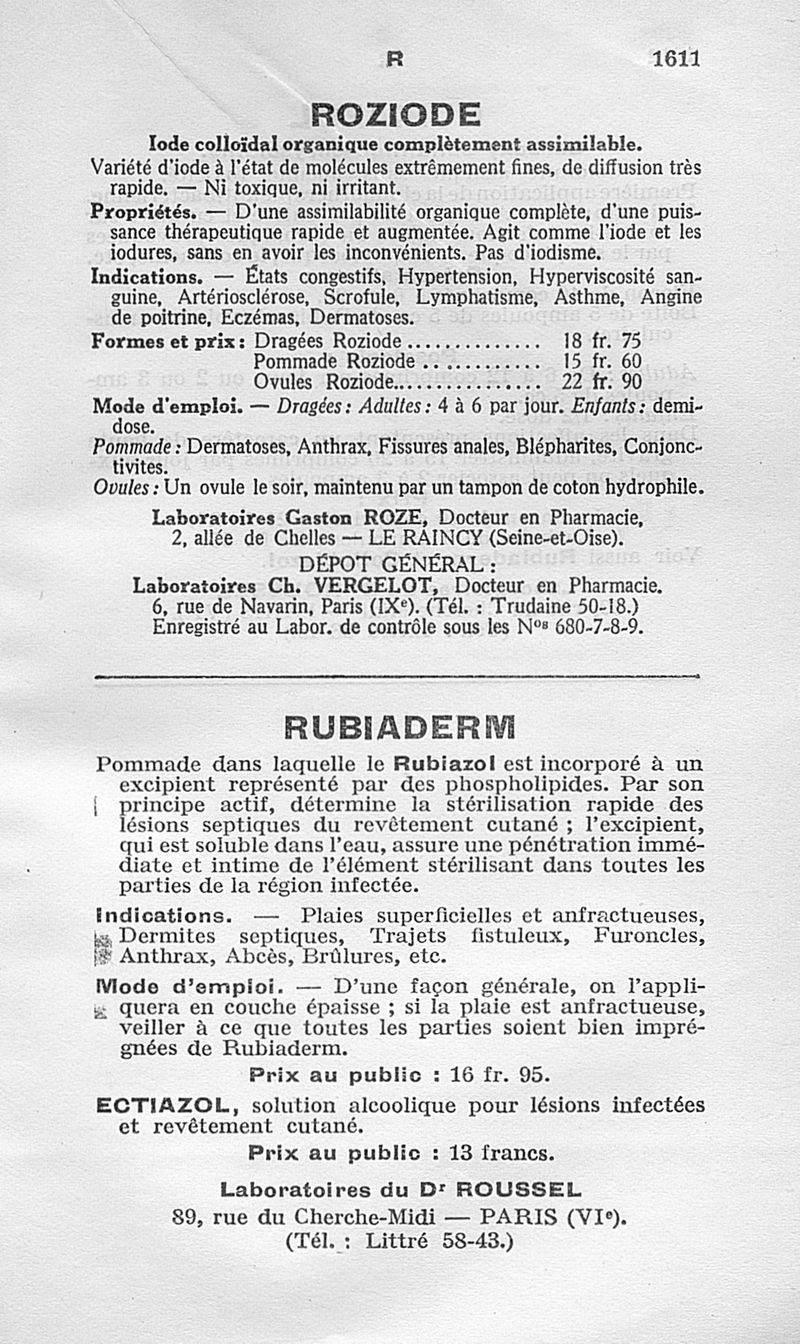 R
1611
ROZIODE
Iode colloïdal organique complètement assimilable.
Variété d'iode à l'état de molécules extrêmement fines, de diffusion très
rapide. — Ni toxique, ni irritant.
Propriétés. — D'une assimilabilité organique complète, d'une puis-
sance thérapeutique rapide et augmentée. Agit comme l'iode et les
iodures, sans en avoir les inconvénients. Pas d'iodisme.
Indications. — États congestifs, Hypertension, Hyperviscosité san-
guine, Artériosclérose, Scrofule, Lymphatisme, Asthme, Angine
de poitrine, Eczémas, Dermatoses.
Formes et prix : Dragées Roziode .............. 18 fr. 75
Pommade Roziode ............ 15 fr. 60
Ovules Roziode............... 22 fr. 90
Mode d'emploi. — Dragées : Adultes : 4 à 6 par jour. Enfants : demi-
dose.
Pommade : Dermatoses, Anthrax, Fissures anales, Blépharites, Conjonc-
tivites.
Ovules : Un ovule le soir, maintenu par un tampon de coton hydrophile.
Laboratoires Gaston ROZE, Docteur en Pharmacie,
2, allée de Chelles — LE RAINCY (Seine-et-Oise).
DÉPOT GÉNÉRAL :
Laboratoires Ch. VERGELOT, Docteur en Pharmacie.
6, rue de Navarin, Paris (IXe). (Tél. : Trudaine 50-18.)
Enregistré au Labor. de contrôle sous les Nos 680-7-8-9.
RUBIADERM
Pommade dans laquelle le Rubiazol est incorporé à un
excipient représenté par des phospholipides. Par son
principe actif, détermine la stérilisation rapide des
lésions septiques du revêtement cutané ; l'excipient,
qui est soluble dans l'eau, assure une pénétration immé-
diate et intime de l'élément stérilisant dans toutes les
parties de la région infectée.
Indications. — Plaies superficielles et anfractueuses,
Dermites septiques, Trajets fistuleux, Furoncles,
Anthrax, Abcès, Brûlures, etc.
Mode d'emploi. — D'une façon générale, on l'appli-
quera en couche épaisse ; si la plaie est anfractueuse,
veiller à ce que toutes les parties soient bien impré-
gnées de Rubiaderm.
Prix au public : 16 fr. 95.
ECTIAZOL, solution alcoolique pour lésions infectées
et revêtement cutané.
Prix au public : 13 francs.
Laboratoires du Dr ROUSSEL
89, rue du Cherche-Midi — PARIS (VIe).
(Tél. : Littré 58-43.)